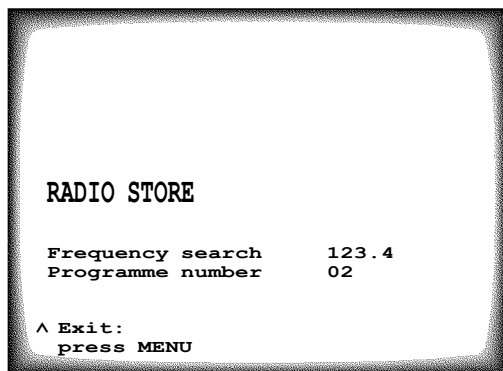 RADIO STORE
Frequency search 123.4
Programme number 02
^ Exit:
press MENU